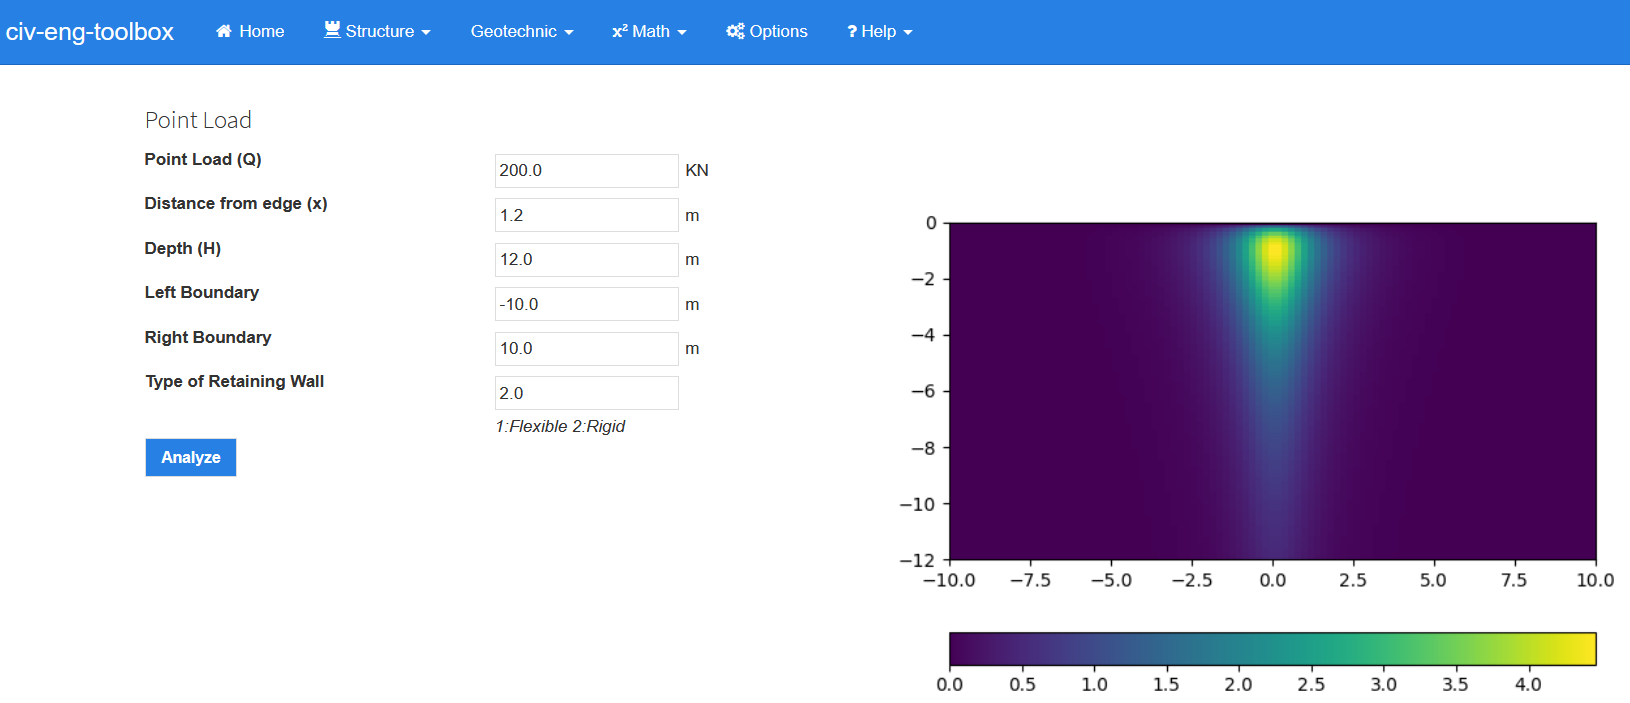 civ-eng-toolbox Home Structure Geotechnic x² Math Options ? Help
Point Load
Point Load (Q) 200.0 KN
Distance from edge (x) 1.2 m
Depth (H) 12.0 m
Left Boundary -10.0 m
Right Boundary 10.0 m
Type of Retaining Wall 2.0
1:Flexible 2:Rigid
Analyze
0
−2
−4
−6
−8
−10
−12
−10.0 −7.5 −5.0 −2.5 0.0 2.5 5.0 7.5 10.0
0.0 0.5 1.0 1.5 2.0 2.5 3.0 3.5 4.0